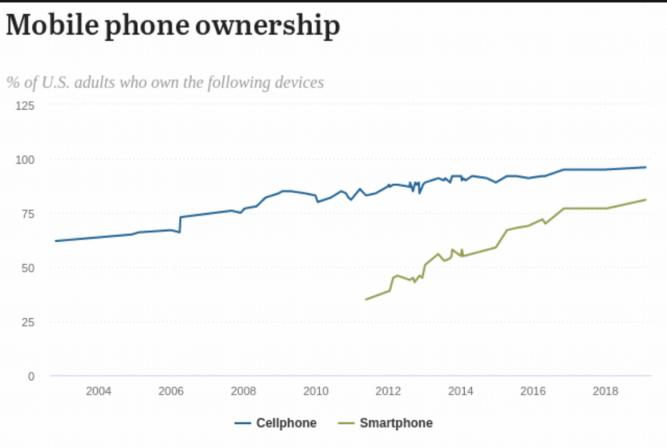 Mobile phone ownership
% of U.S. adults who own the following devices
125
100
75
50
25
0
2004 2006 2008 2010 2012 2014 2016 2018
Cellphone Smartphone